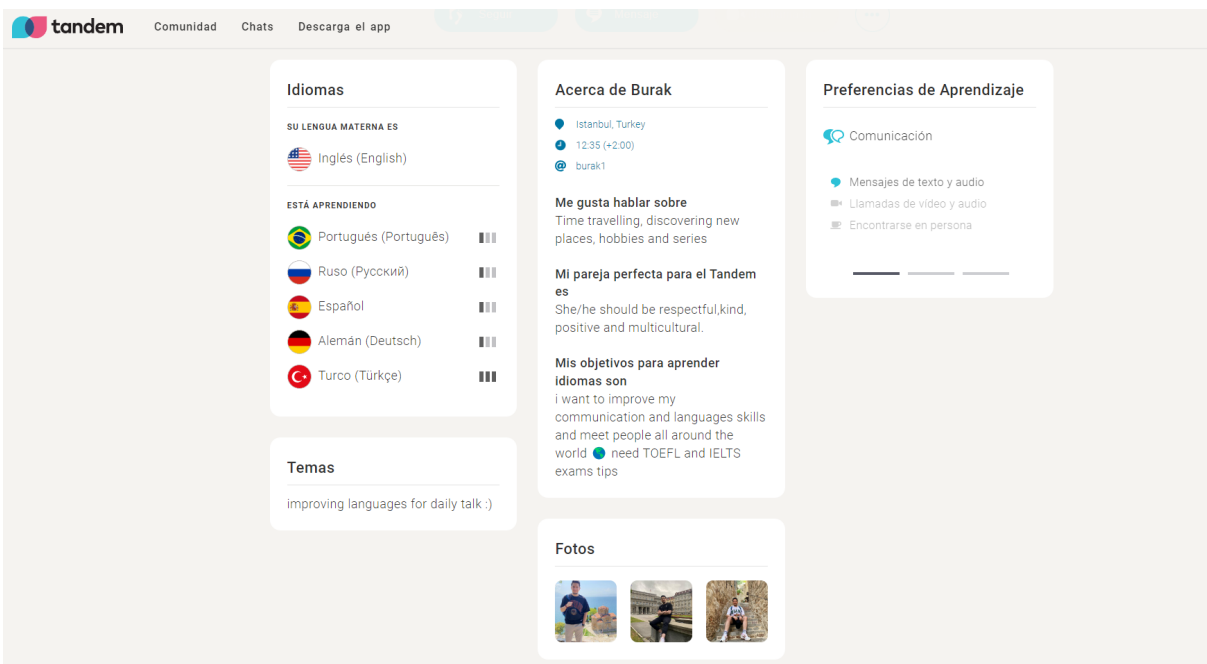 tandem
Comunidad
Chats
Descarga el app
Idiomas
SU LENGUA MATERNA ES
Inglés (English)
ESTÁ APRENDIENDO
Portugués (Português)
Ruso (Русский)
Español
Alemán (Deutsch)
Turco (Türkçe)
Temas
improving languages for daily talk :)
Acerca de Burak
Istanbul, Turkey
12:35 (+2:00)
burak1
Me gusta hablar sobre
Time travelling, discovering new
places, hobbies and series
Mi pareja perfecta para el Tandem
es
She/he should be respectful,kind,
positive and multicultural.
Mis objetivos para aprender
idiomas son
i want to improve my
communication and languages skills
and meet people all around the
world 🌎 need TOEFL and IELTS
exams tips
Fotos
Preferencias de Aprendizaje
Comunicación
Mensajes de texto y audio
Llamadas de vídeo y audio
Encontrarse en persona